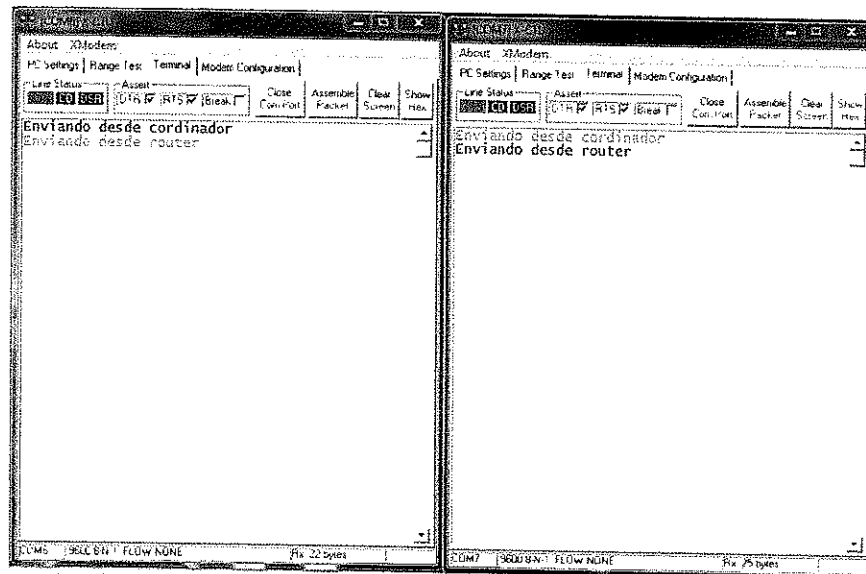 About XModem
PC Settings Range Test Terminal Modem Configuration
Line Status Assert
CD DSR DTR RTS Break Close Com Port Assemble Packet Clear Screen Show Hex
Enviando desde cordinador
Enviando desde router
COM6 9600 8-N-1 FLOW NONE Rx: 22 bytes
About XModem
PC Settings Range Test Terminal Modem Configuration
Line Status Assert
CD DSR DTR RTS Break Close Com Port Assemble Packet Clear Screen Show Hex
Enviando desde cordinador
Enviando desde router
COM7 9600 8-N-1 FLOW NONE Rx: 25 bytes